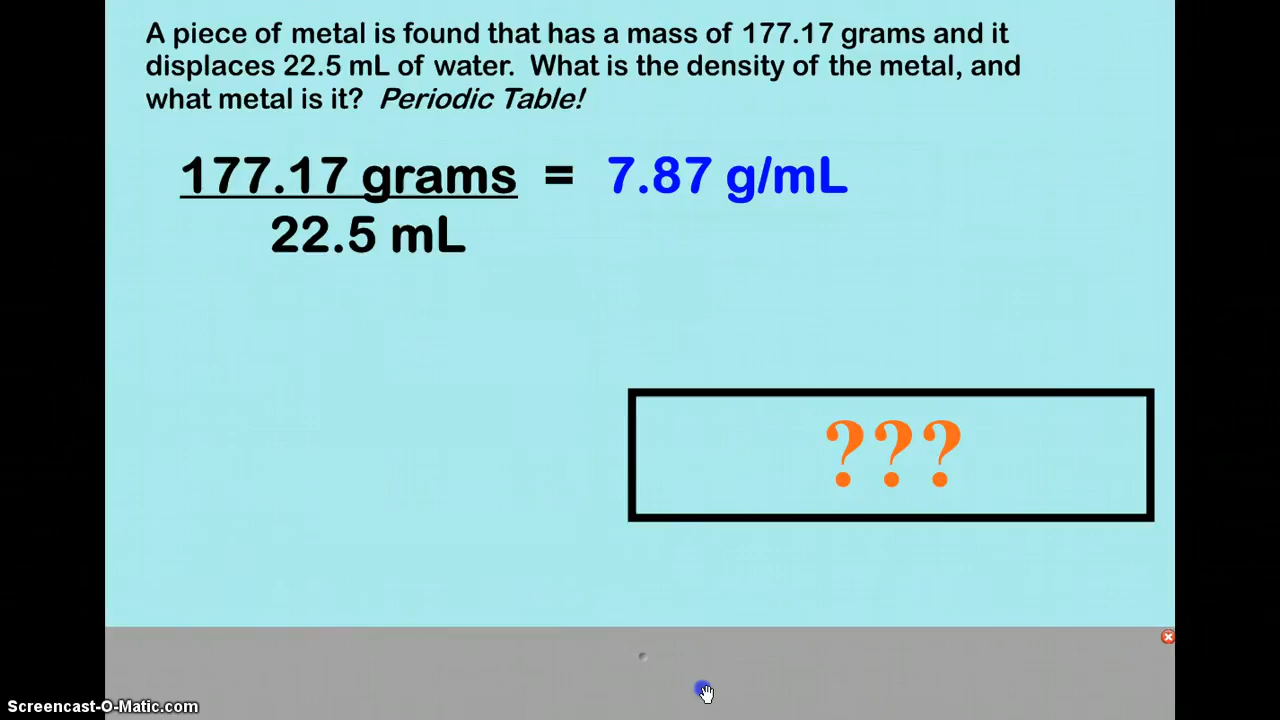 A piece of metal is found that has a mass of 177.17 grams and it
displaces 22.5 mL of water. What is the density of the metal, and
what metal is it? Periodic Table!
177.17 grams = 7.87 g/mL
22.5 mL
???
Screencast-O-Matic.com